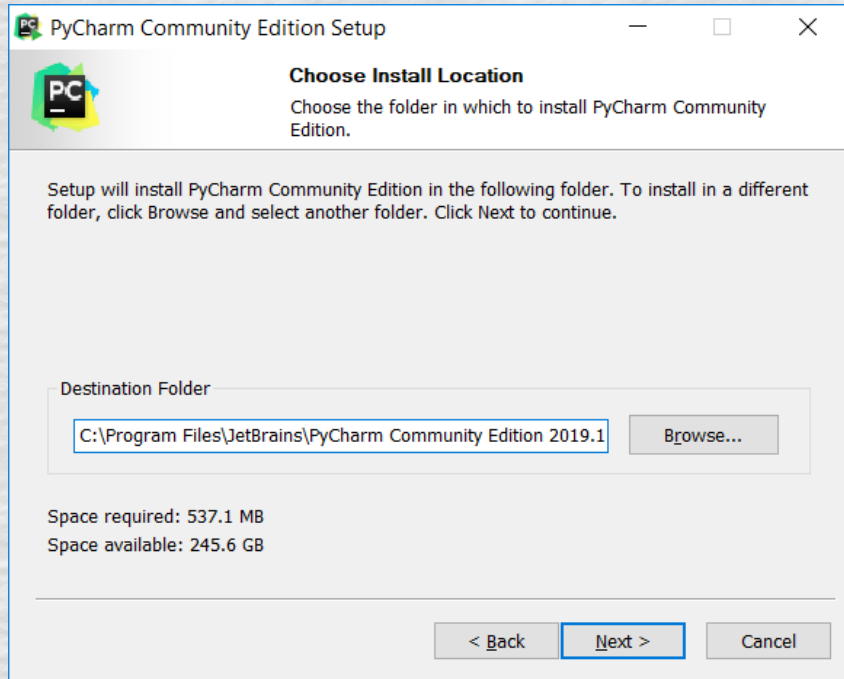 PC PyCharm Community Edition Setup
PC
Choose Install Location
Choose the folder in which to install PyCharm Community
Edition.
Setup will install PyCharm Community Edition in the following folder. To install in a different
folder, click Browse and select another folder. Click Next to continue.
Destination Folder
C:\Program Files\JetBrains\PyCharm Community Edition 2019.1
Browse...
Space required: 537.1 MB
Space available: 245.6 GB
< Back
Next >
Cancel